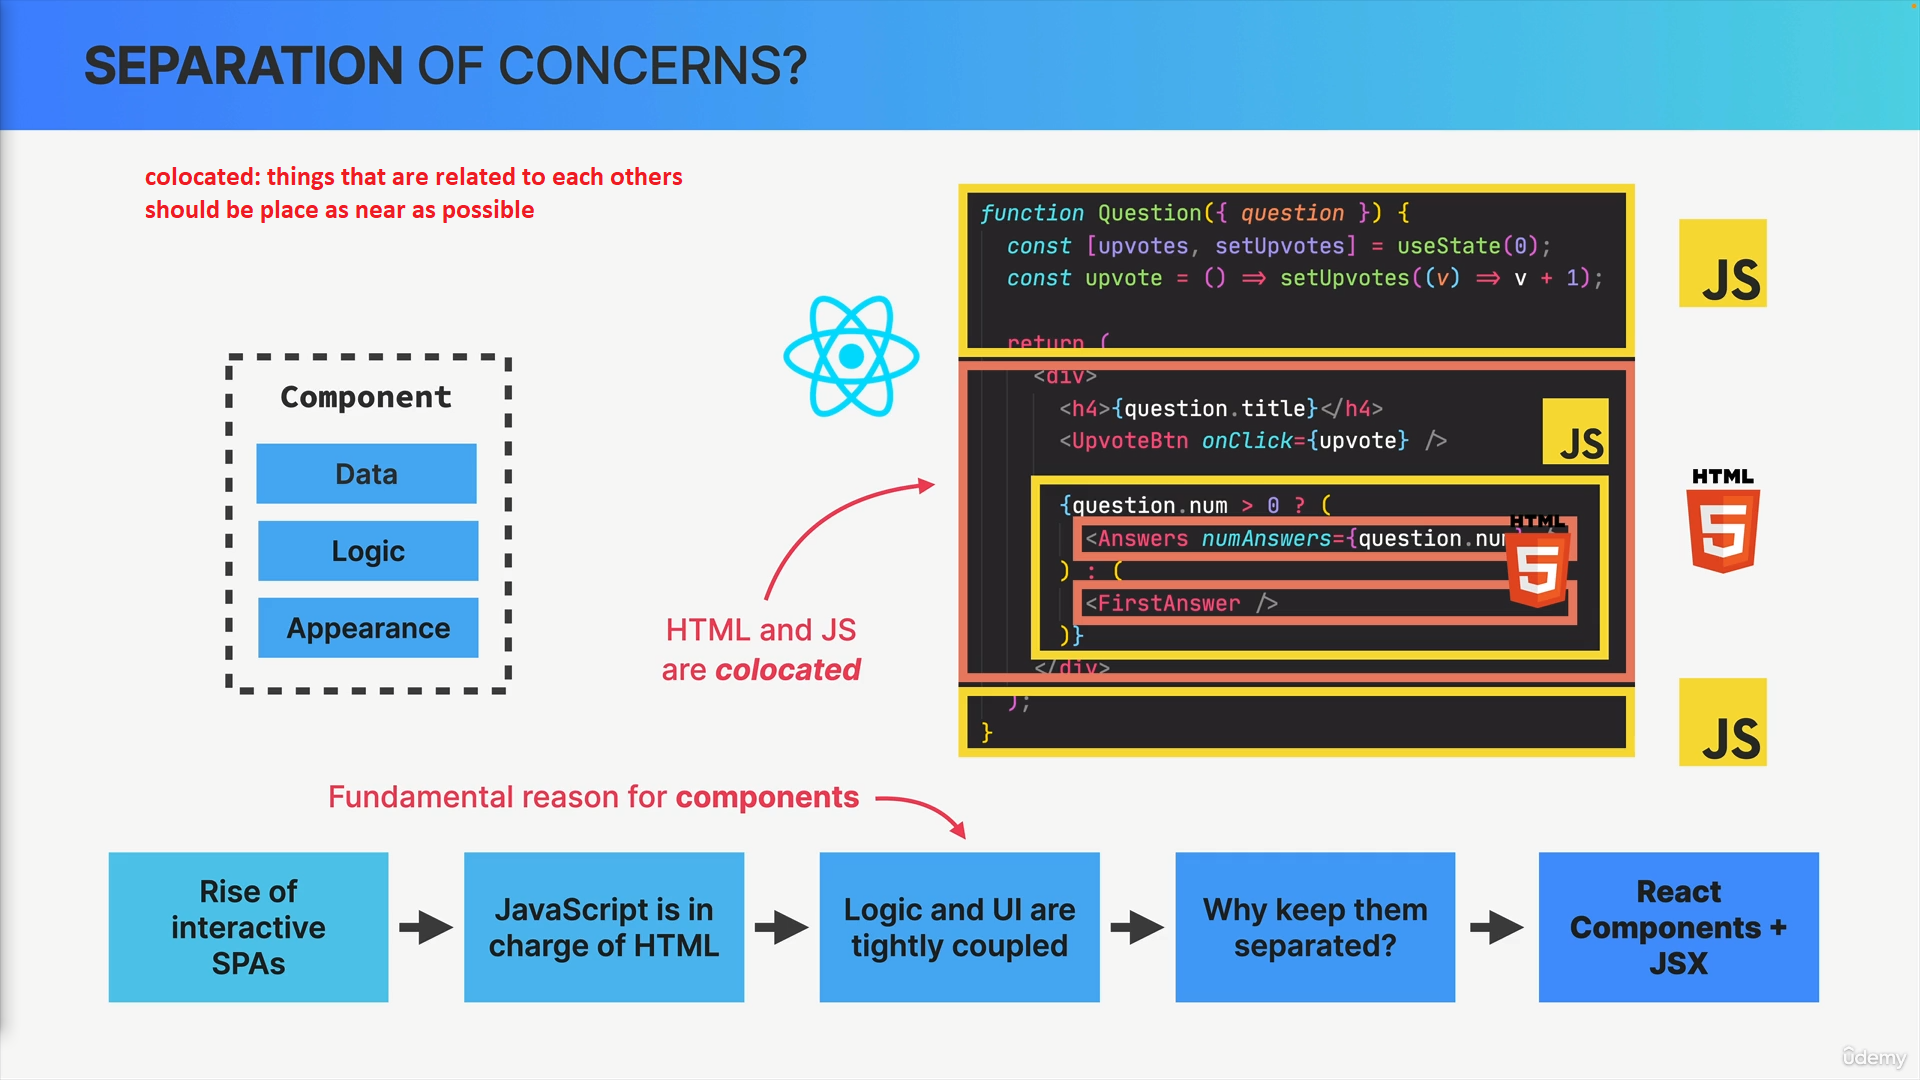 SEPARATION OF CONCERNS?
colocated: things that are related to each others
should be place as near as possible
Component
Data
Logic
Appearance
HTML and JS
are colocated
function Question({ question }) {
const [upvotes, setUpvotes] = useState(0);
const upvote = () => setUpvotes((v) => v + 1);
return (
<div>
<h4>{question.title}</h4>
<UpvoteBtn onClick={upvote} />
{question.num > 0 ? (
<Answers numAnswers={question.num
) : (
<FirstAnswer />
)}
</div>
);
}
JS
JS
HTML
5
HTML
5
JS
Fundamental reason for components
Rise of
interactive
SPAs
JavaScript is in
charge of HTML
Logic and UI are
tightly coupled
Why keep them
separated?
React
Components +
JSX
ûdemy